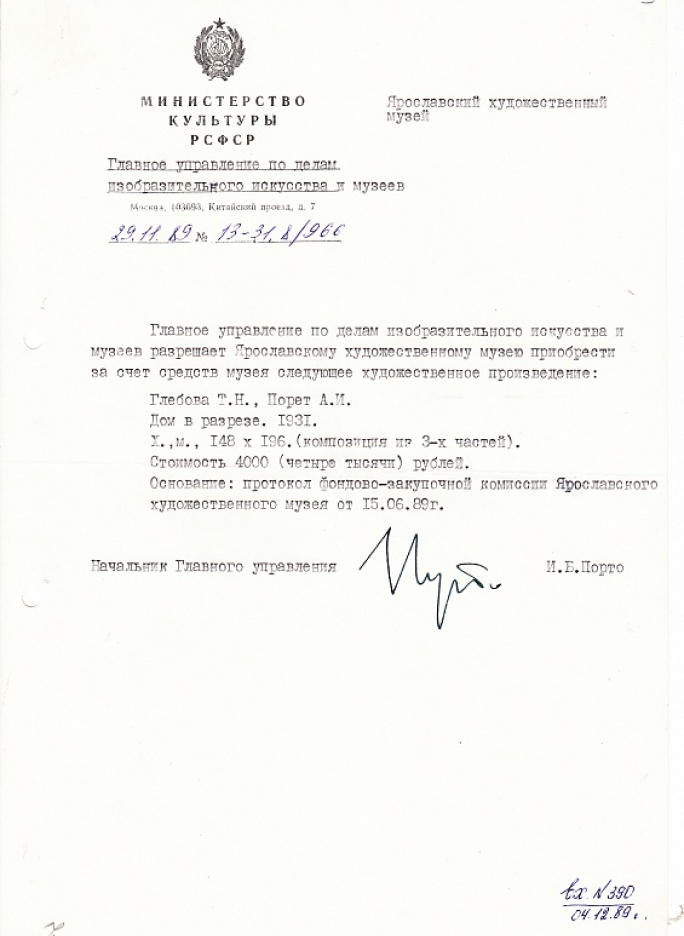 МИНИСТЕРСТВО
КУЛЬТУРЫ
РСФСР
Главное управление по делам
изобразительного искусства и музеев
Москва, 103693, Китайский проезд, д. 7
29.11.89 № 13-31.8/966
Ярославский художественный
музей
Главное управление по делам изобразительного искусства и
музеев разрешает Ярославскому художественному музею приобрести
за счет средств музея следующее художественное произведение:
Глебова Т.Н., Порет А.И.
Дом в разрезе. 1931.
Х.,м., 148 х 196.(композиция из 3-х частей).
Стоимость 4000 (четыре тысячи) рублей.
Основание: протокол фондово-закупочной комиссии Ярославского
художественного музея от 15.06.89г.
Начальник Главного управления И.Б.Порто
Вх N 390
04.12.89г.